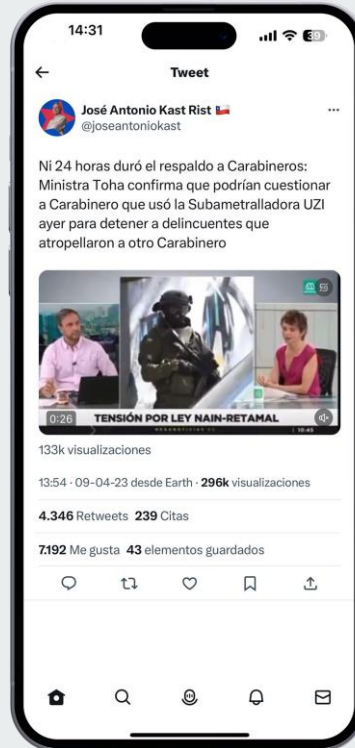 14:31
39
Tweet
José Antonio Kast Rist 🇨🇱
@joseantoniokast
Ni 24 horas duró el respaldo a Carabineros:
Ministra Toha confirma que podrían cuestionar
a Carabinero que usó la Subametralladora UZI
ayer para detener a delincuentes que
atropellaron a otro Carabinero
0:26
TENSIÓN POR LEY NAIN-RETAMAL
10:45
133k visualizaciones
13:54 · 09-04-23 desde Earth · 296k visualizaciones
4.346 Retweets 239 Citas
7.192 Me gusta 43 elementos guardados